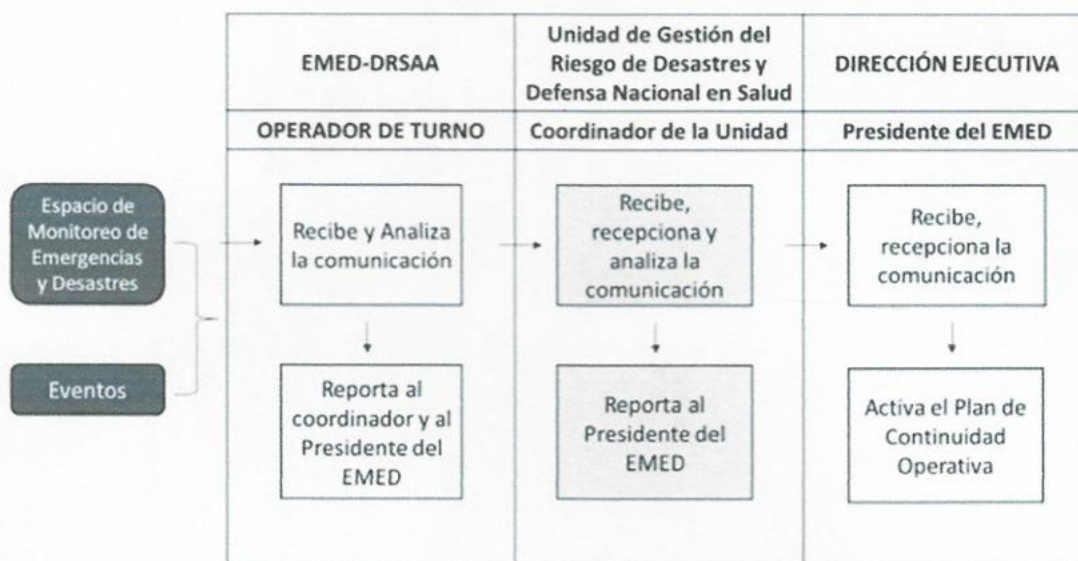 EMED-DRSAA
Unidad de Gestión del
Riesgo de Desastres y
Defensa Nacional en Salud
DIRECCIÓN EJECUTIVA
OPERADOR DE TURNO
Coordinador de la Unidad
Presidente del EMED
Espacio de
Monitoreo de
Emergencias
y Desastres
Eventos
Recibe y Analiza
la comunicación
Reporta al
coordinador y al
Presidente del
EMED
Recibe,
recepciona y
analiza la
comunicación
Reporta al
Presidente del
EMED
Recibe,
recepciona la
comunicación
Activa el Plan de
Continuidad
Operativa